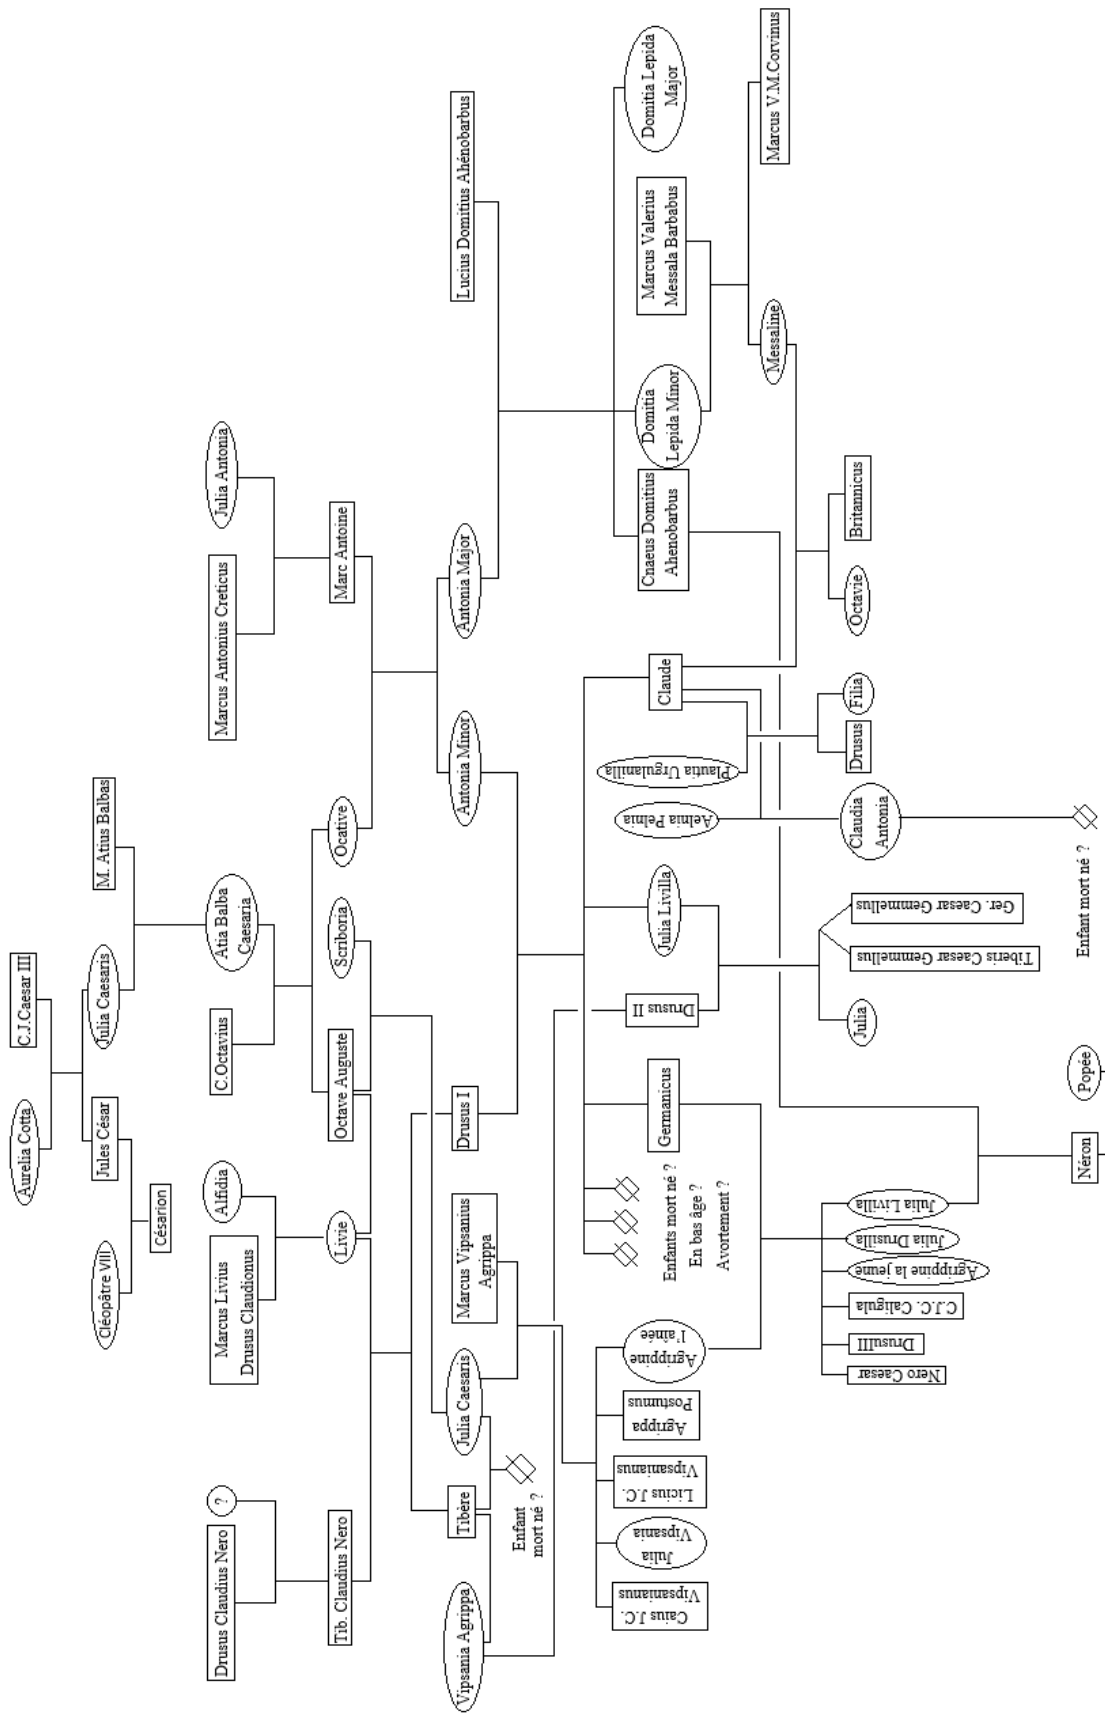 Aurelia Cotta
C.J.Caesar III
Cléopâtre VIII
Jules César
Julia Caesaris
M. Atius Balbas
Césarion
Drusus Claudius Nero
?
Marcus Livius
Drusus Claudionus
Alfidia
C.Octavius
Atia Balba
Caesaria
Marcus Antonius Creticus
Julia Antonia
Tib. Claudius Nero
Livie
Octave Auguste
Scriboria
Ocative
Marc Antoine
Vipsania Agrippa
Tibère
Julia Caesaris
Marcus Vipsanius
Agrippa
Drusus I
Antonia Minor
Antonia Major
Lucius Domitius Ahénobarbus
Enfant
mort né ?
Caius J.C.
Vipsanianus
Julia
Vipsania
Licius J.C.
Vipsanianus
Agrippa
Postumus
Agrippine
l'ainée
Enfants mort né ?
En bas âge ?
Avortement ?
Germanicus
Drusus II
Julia Livilla
Aelnia Pelnia
Plautia Urgulanilla
Claude
Cnaeus Domitius
Ahenobarbus
Domitia
Lepida Minor
Marcus Valerius
Messala Barbabus
Domitia Lepida
Major
Messaline
Marcus V.M.Corvinus
Nero Caesar
DrusuIII
C.J.C. Caligula
Agrippine la jeune
Julia Drusilla
Julia Livilla
Julia
Tiberis Caesar Gemmellus
Ger. Caesar Gemmellus
Claudia
Antonia
Drusus
Filia
Octavie
Britannicus
Néron
Popée
Enfant mort né ?